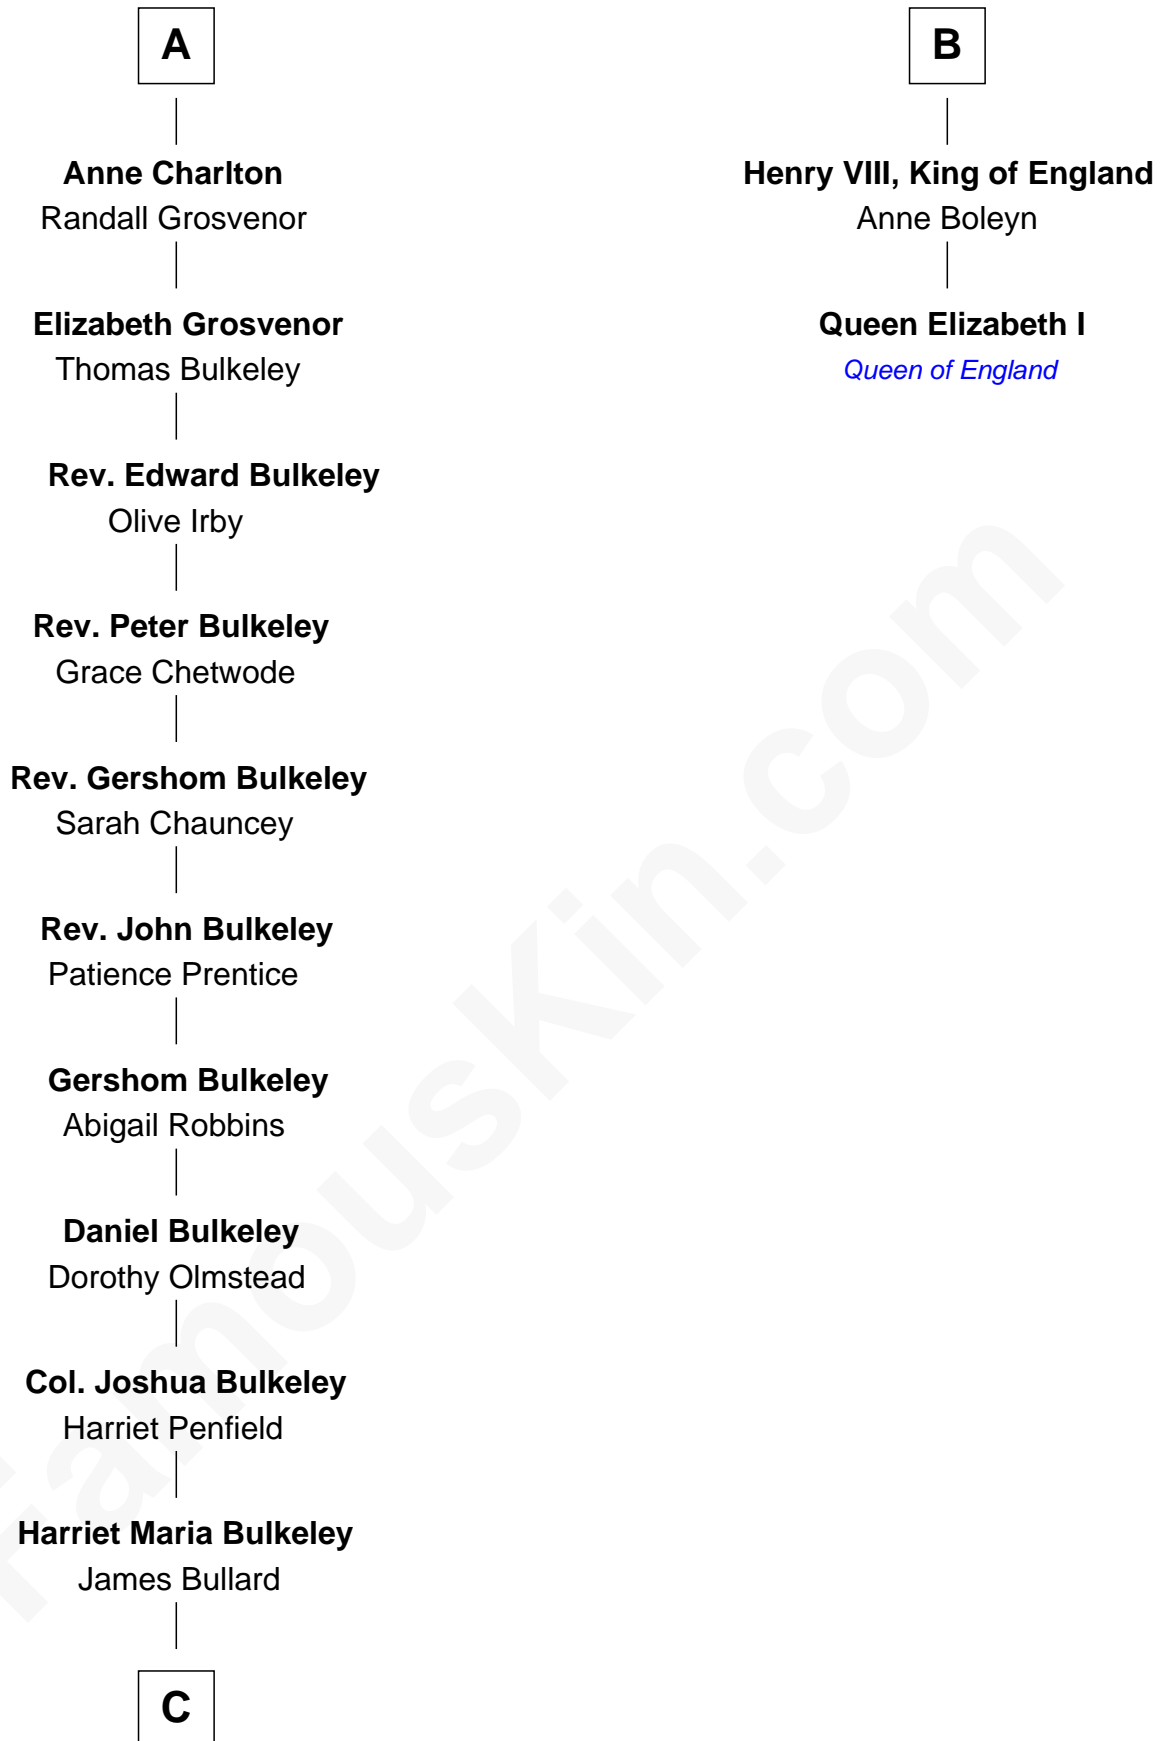 A
Anne Charlton
Randall Grosvenor
Elizabeth Grosvenor
Thomas Bulkeley
Rev. Edward Bulkeley
Olive Irby
Rev. Peter Bulkeley
Grace Chetwode
Rev. Gershom Bulkeley
Sarah Chauncey
Rev. John Bulkeley
Patience Prentice
Gershom Bulkeley
Abigail Robbins
Daniel Bulkeley
Dorothy Olmstead
Col. Joshua Bulkeley
Harriet Penfield
Harriet Maria Bulkeley
James Bullard
C
B
Henry VIII, King of England
Anne Boleyn
Queen Elizabeth I
Queen of England
FamousKin.com